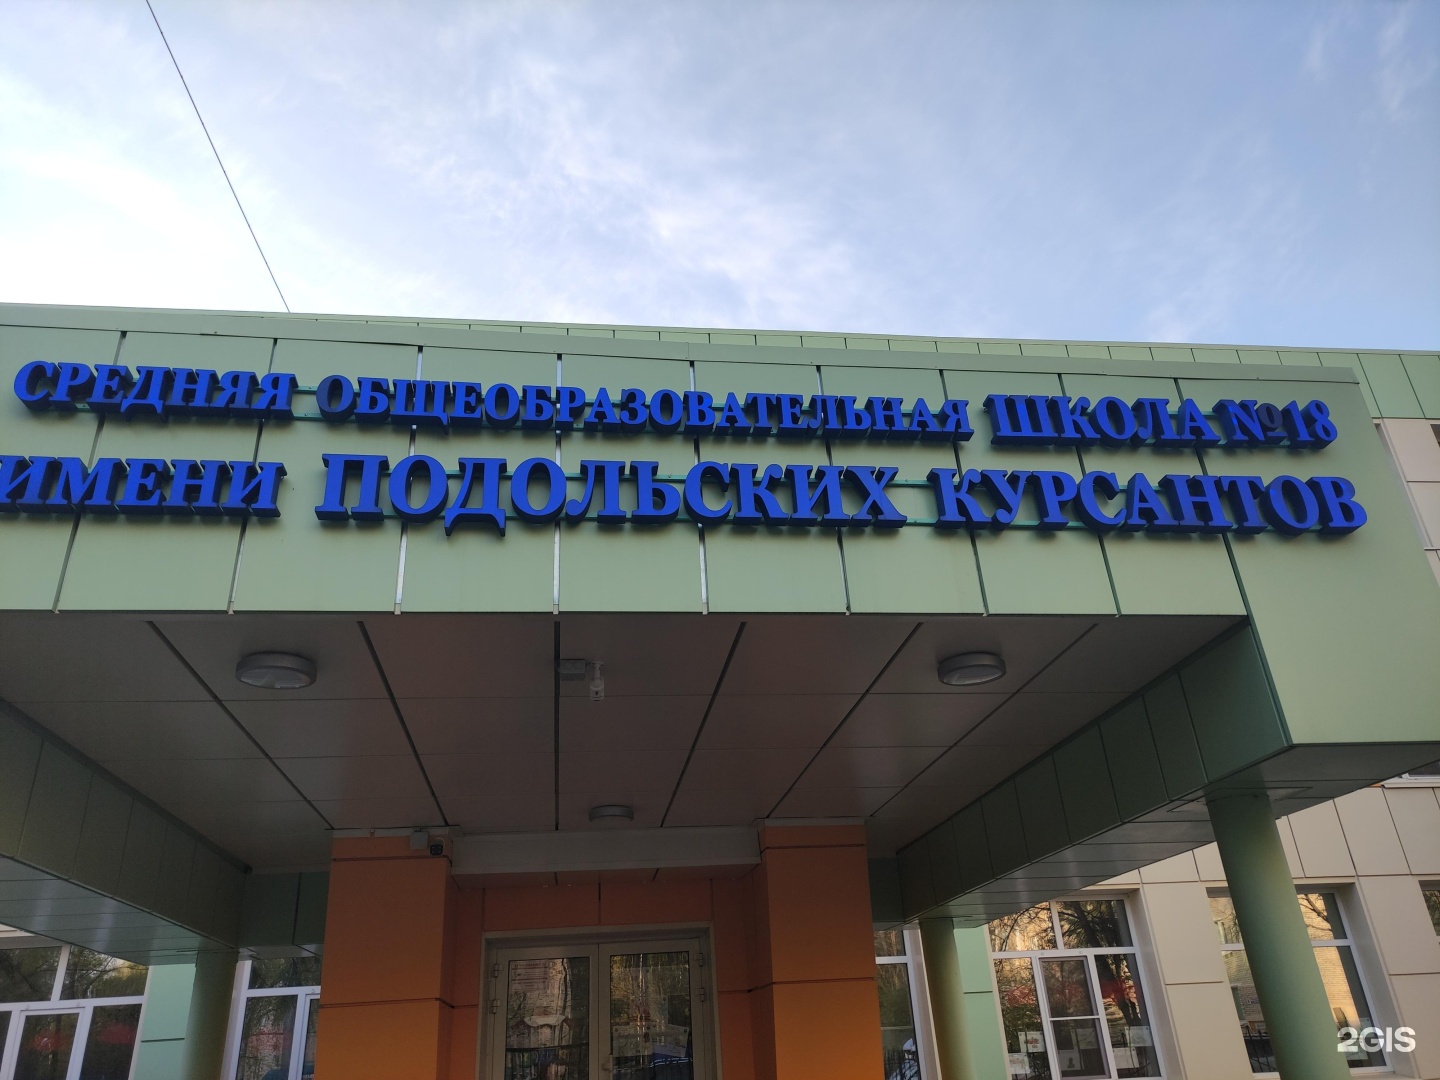 СРЕДНЯЯ ОБЩЕОБРАЗОВАТЕЛЬНАЯ ШКОЛА №18
ИМЕНИ ПОДОЛЬСКИХ КУРСАНТОВ
2GIS